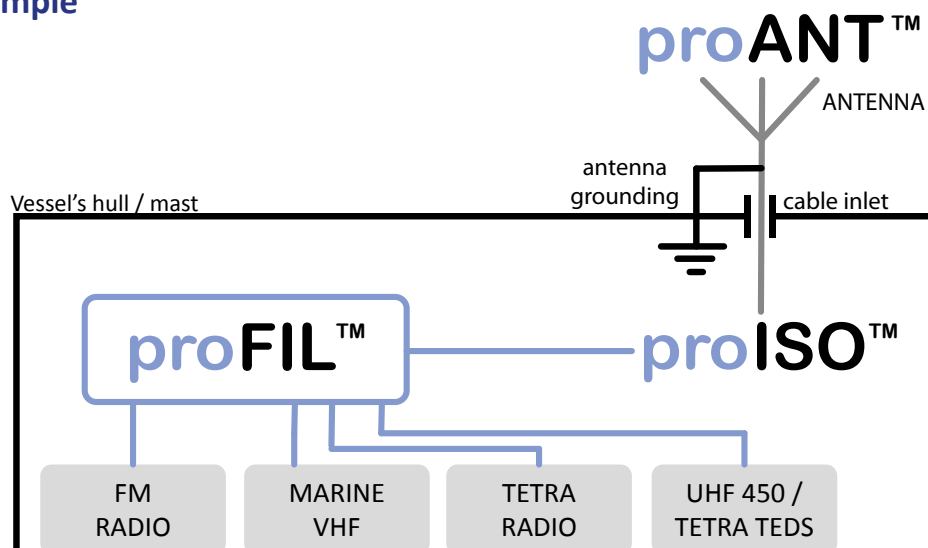 mple
proANT™
ANTENNA
antenna
grounding
Vessel's hull / mast
cable inlet
proFIL™
proISO™
FM
RADIO
MARINE
VHF
TETRA
RADIO
UHF 450 /
TETRA TEDS